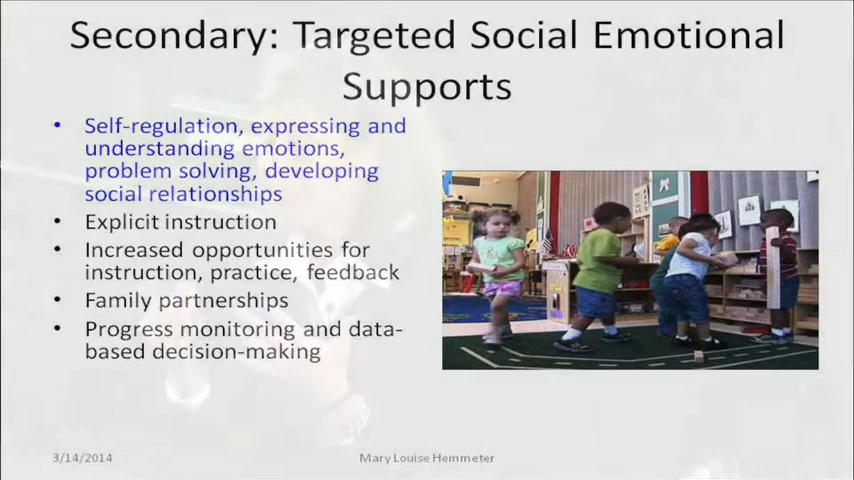 Secondary: Targeted Social Emotional
Supports
• Self-regulation, expressing and
understanding emotions,
problem solving, developing
social relationships
• Explicit instruction
• Increased opportunities for
instruction, practice, feedback
• Family partnerships
• Progress monitoring and data-
based decision-making
3/14/2014
Mary Louise Hemmeter